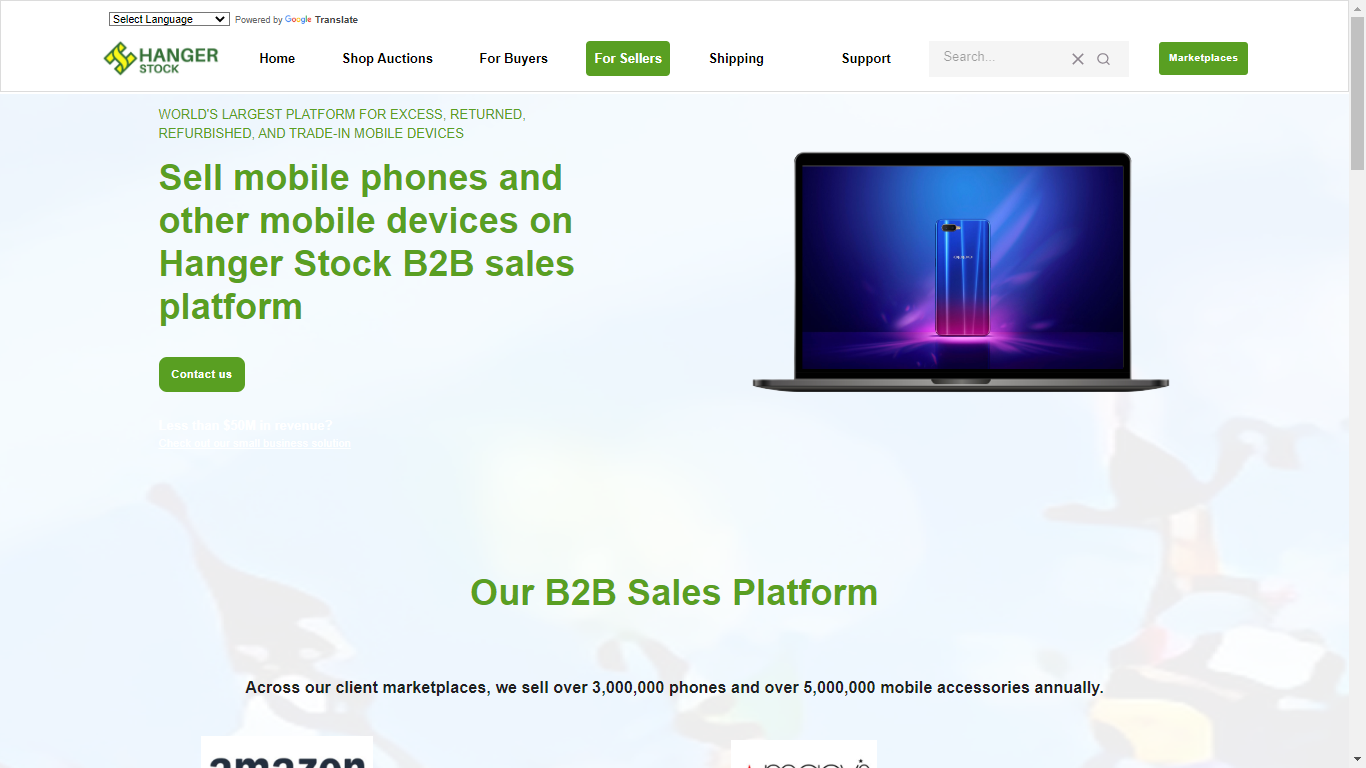 Select Language
Powered by Google Translate
HANGER
STOCK
Home
Shop Auctions
For Buyers
For Sellers
Shipping
Support
Search...
Marketplaces
WORLD'S LARGEST PLATFORM FOR EXCESS, RETURNED,
REFURBISHED, AND TRADE-IN MOBILE DEVICES
Sell mobile phones and
other mobile devices on
Hanger Stock B2B sales
platform
Contact us
Less than $50M in revenue?
Check out our small business solution
Our B2B Sales Platform
Across our client marketplaces, we sell over 3,000,000 phones and over 5,000,000 mobile accessories annually.
amazon